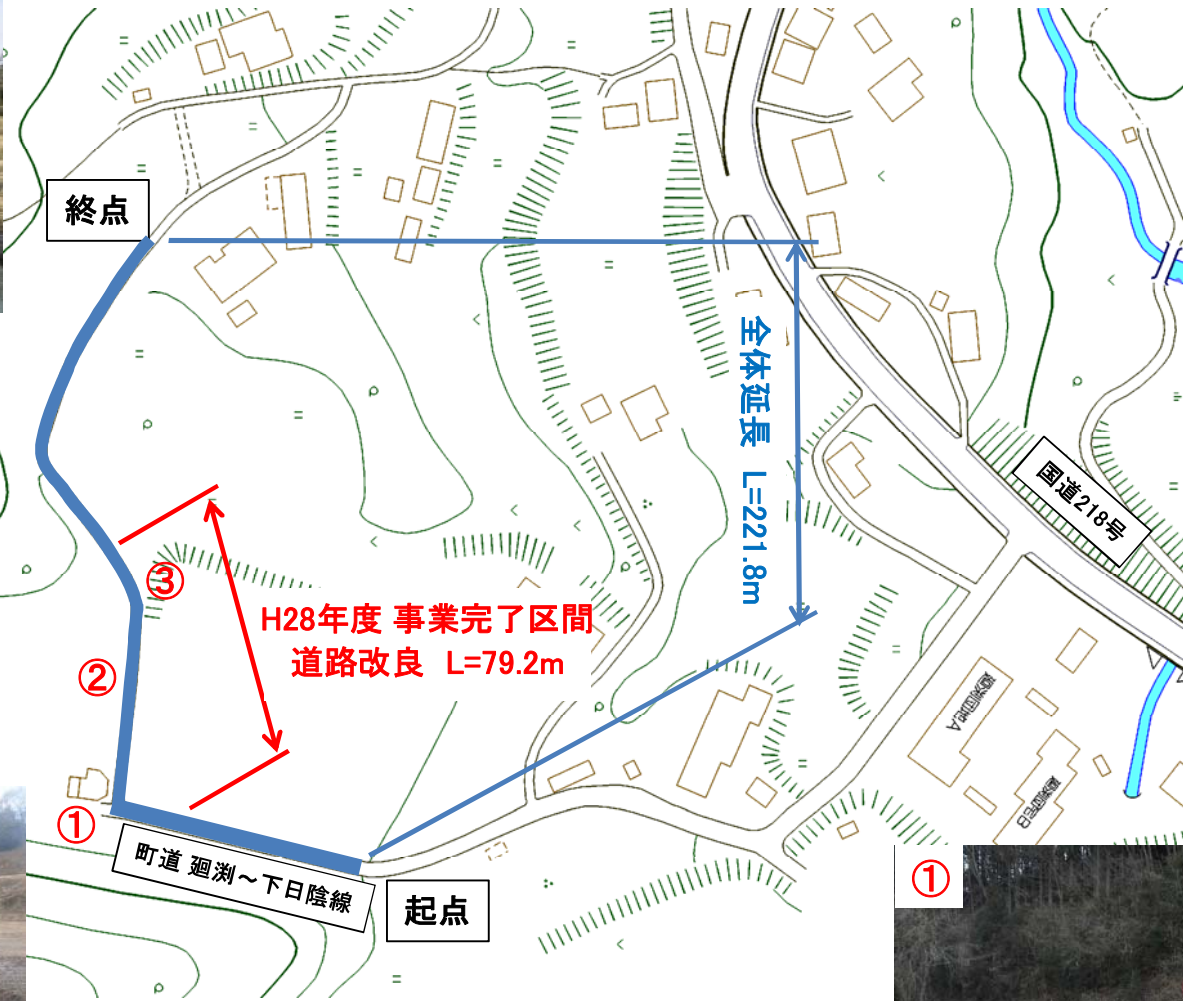 終点
全体延長 L=221.8m
国道218号
③
H28年度 事業完了区間
道路改良 L=79.2m
②
①
町道 廻渕～下日陰線
起点
①